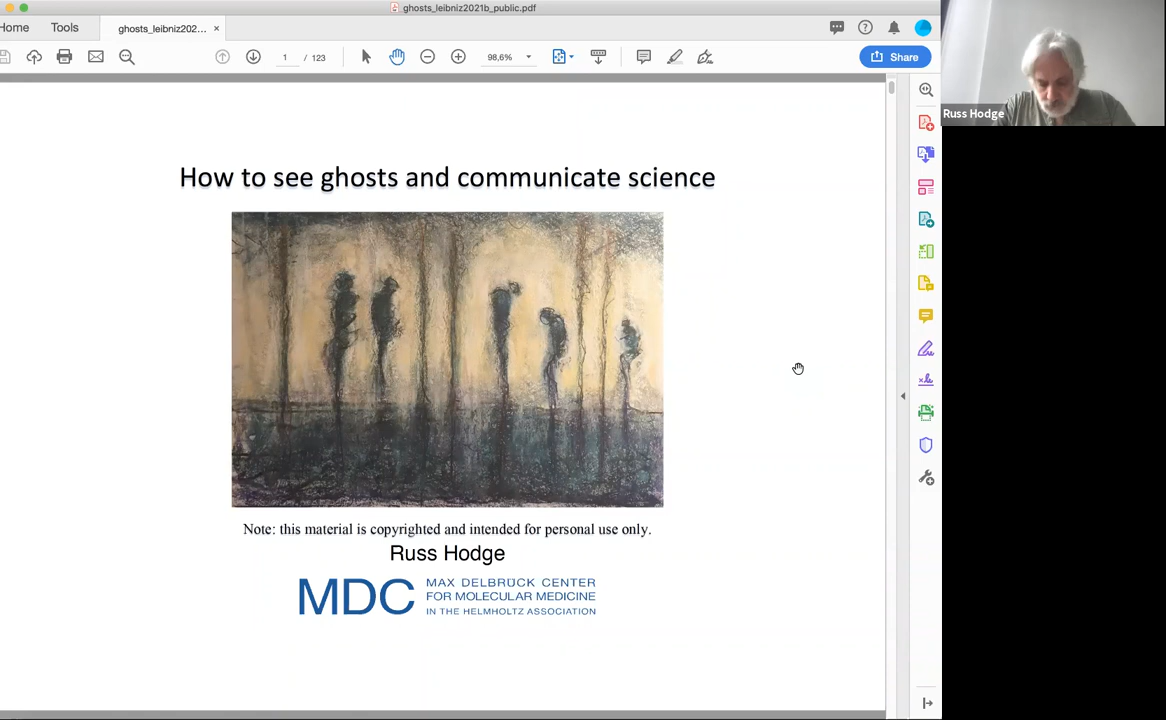 ghosts_leibniz2021b_public.pdf
Home
Tools
ghosts_leibniz202...
×
1 / 123
98,6%
Share
Russ Hodge
How to see ghosts and communicate science
Note: this material is copyrighted and intended for personal use only.
Russ Hodge
MDC
MAX DELBRÜCK CENTER
FOR MOLECULAR MEDICINE
IN THE HELMHOLTZ ASSOCIATION